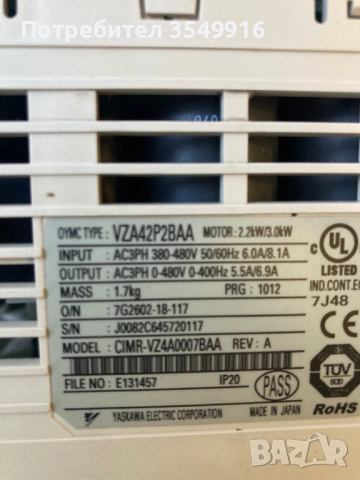 Потребител 3549916
OYMC TYPE : VZA42P2BAA MOTOR: 2.2kW/3.0kW
INPUT : AC3PH 380-480V 50/60Hz 6.0A/8.1A
OUTPUT : AC3PH 0-480V 0-400Hz 5.5A/6.9A
MASS : 1.7kg PRG : 1012
O/N : 7G2602-18-117
S/N : J0082C645720117
MODEL : CIMR-VZ4A0007BAA REV : A
FILE NO : E131457 IP20
YASKAWA ELECTRIC CORPORATION MADE IN JAPAN
PASS
UL
LISTED
IND.CONT.EQ
7J48
CE
TÜV
RoHS
bazar